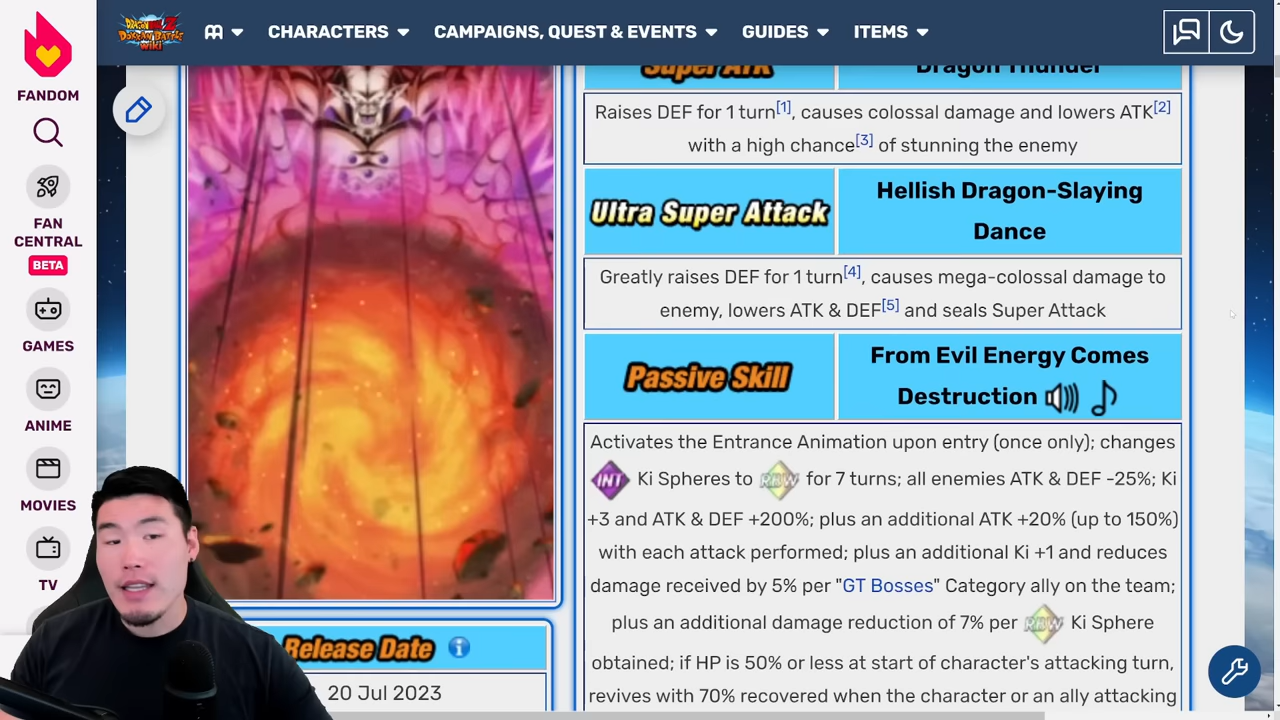 DRAGON BALL Z
DOKKAN BATTLE
WIKI
CHARACTERS
CAMPAIGNS, QUEST & EVENTS
GUIDES
ITEMS
FANDOM
FAN
CENTRAL
BETA
GAMES
ANIME
MOVIES
TV
Super ATK
Dragon Thunder
Raises DEF for 1 turn[1], causes colossal damage and lowers ATK[2]
with a high chance[3] of stunning the enemy
Ultra Super Attack
Hellish Dragon-Slaying
Dance
Greatly raises DEF for 1 turn[4], causes mega-colossal damage to
enemy, lowers ATK & DEF[5] and seals Super Attack
Passive Skill
From Evil Energy Comes
Destruction
Activates the Entrance Animation upon entry (once only); changes
INT Ki Spheres to RBW for 7 turns; all enemies ATK & DEF -25%; Ki
+3 and ATK & DEF +200%; plus an additional ATK +20% (up to 150%)
with each attack performed; plus an additional Ki +1 and reduces
damage received by 5% per "GT Bosses" Category ally on the team;
plus an additional damage reduction of 7% per RBW Ki Sphere
obtained; if HP is 50% or less at start of character's attacking turn,
revives with 70% recovered when the character or an ally attacking
Release Date
20 Jul 2023